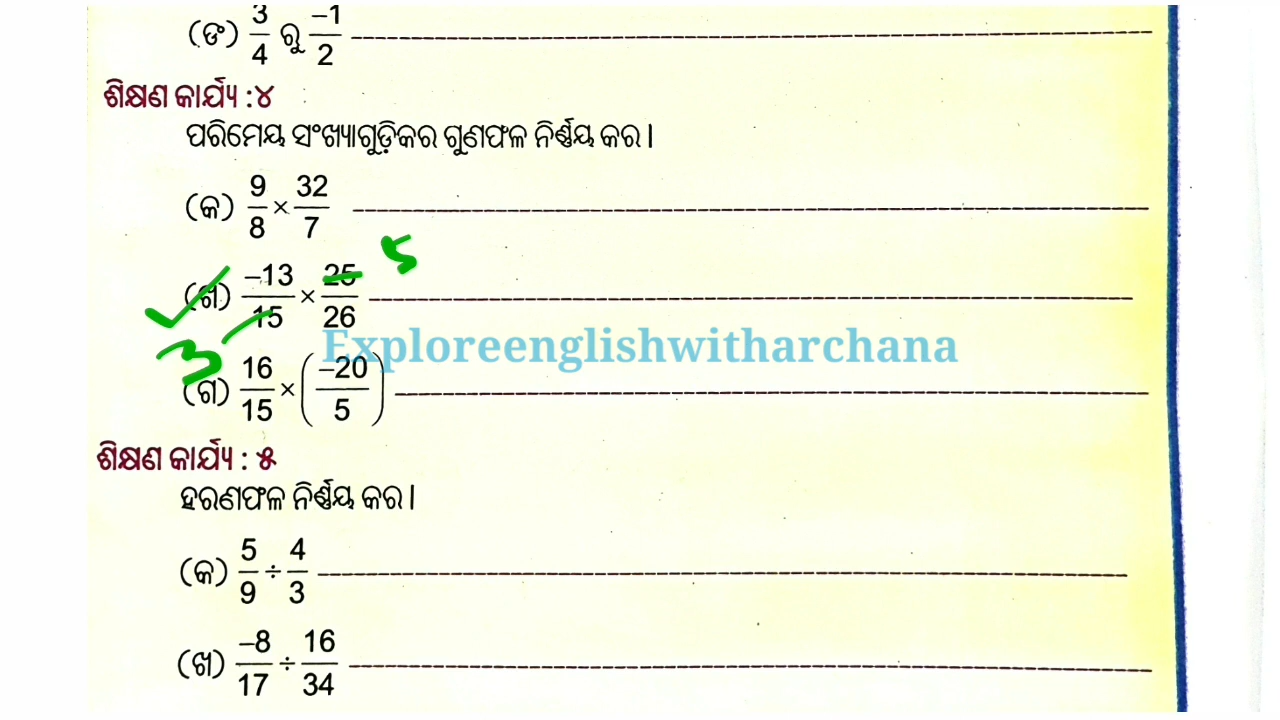 (ଙ) 3/4 ରୁ –1/2
ଶିକ୍ଷଣ କାର୍ଯ୍ୟ :୪
ପରିମେୟ ସଂଖ୍ୟାଗୁଡ଼ିକର ଗୁଣଫଳ ନିର୍ଣ୍ଣୟ କର ।
(କ) 9/8 × 32/7
5
(ଖ) –13/15 × 25/26
3
Exploreenglishwitharchana
(ଗ) 16/15 × (–20/5)
ଶିକ୍ଷଣ କାର୍ଯ୍ୟ : ୫
ହରଣଫଳ ନିର୍ଣ୍ଣୟ କର ।
(କ) 5/9 ÷ 4/3
(ଖ) –8/17 ÷ 16/34